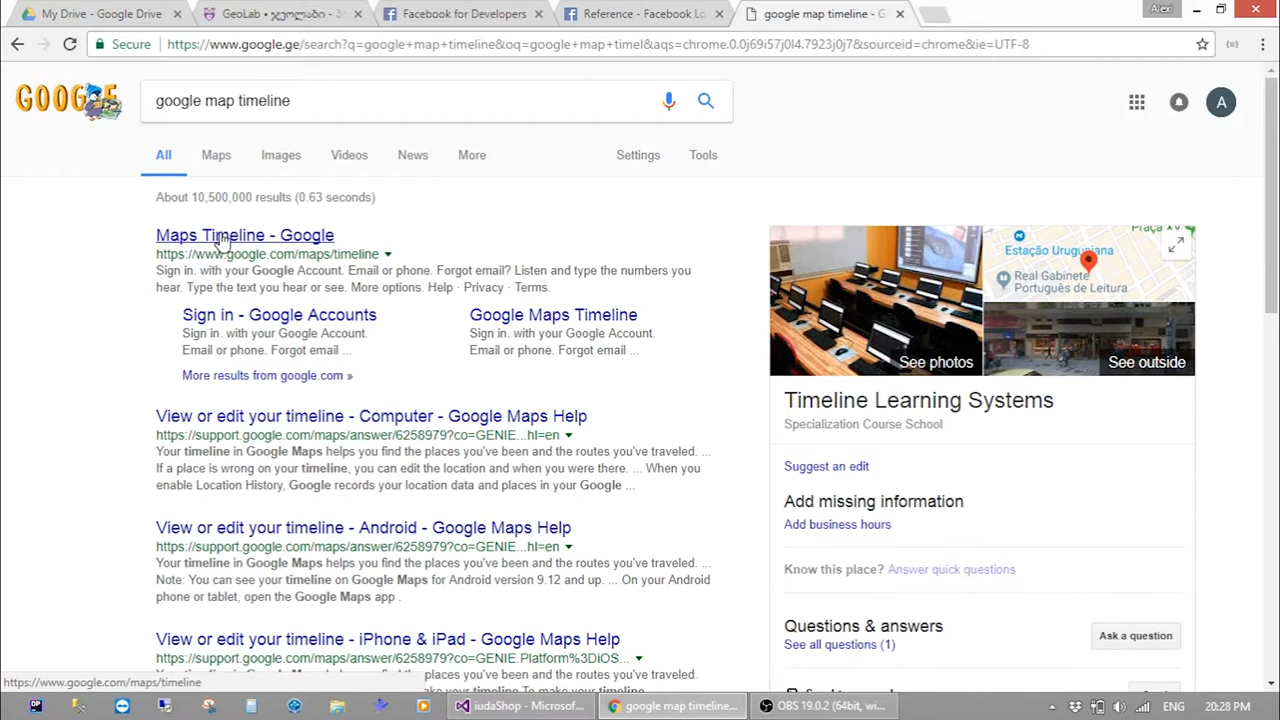 My Drive - Google Drive
GeoLab • ჯეოლაბი -
Facebook for Developers
Reference - Facebook Lo
google map timeline - G
Alexi
Secure
https://www.google.ge/search?q=google+map+timeline&oq=google+map+timel&aqs=chrome.0.0j69i57j0l4.7923j0j7&sourceid=chrome&ie=UTF-8
google map timeline
A
All
Maps
Images
Videos
News
More
Settings
Tools
About 10,500,000 results (0.63 seconds)
Maps Timeline - Google
https://www.google.com/maps/timeline
Sign in. with your Google Account. Email or phone. Forgot email? Listen and type the numbers you
hear. Type the text you hear or see. More options. Help · Privacy · Terms.
Sign in - Google Accounts
Sign in. with your Google Account.
Email or phone. Forgot email ...
Google Maps Timeline
Sign in. with your Google Account.
Email or phone. Forgot email ...
More results from google.com »
View or edit your timeline - Computer - Google Maps Help
https://support.google.com/maps/answer/6258979?co=GENIE...hl=en
Your timeline in Google Maps helps you find the places you've been and the routes you've traveled. ...
If a place is wrong on your timeline, you can edit the location and when you were there. ... When you
enable Location History, Google records your location data and places in your Google ...
View or edit your timeline - Android - Google Maps Help
https://support.google.com/maps/answer/6258979?co=GENIE...hl=en
Your timeline in Google Maps helps you find the places you've been and the routes you've traveled. ...
Note: You can see your timeline on Google Maps for Android version 9.12 and up. ... On your Android
phone or tablet, open the Google Maps app .
View or edit your timeline - iPhone & iPad - Google Maps Help
https://support.google.com/maps/answer/6258979?co=GENIE.Platform%3DiOS...
Your timeline in Google Maps helps you find the places you've been and the routes you've traveled. ...
Praça
Estação Uruguaiana
Real Gabinete
Português de Leitura
See photos
See outside
Timeline Learning Systems
Specialization Course School
Suggest an edit
Add missing information
Add business hours
Know this place? Answer quick questions
Questions & answers
See all questions (1)
Ask a question
https://www.google.com/maps/timeline
iudaShop - Microsof...
google map timeline...
OBS 19.0.2 (64bit, wi...
ENG
20:28 PM